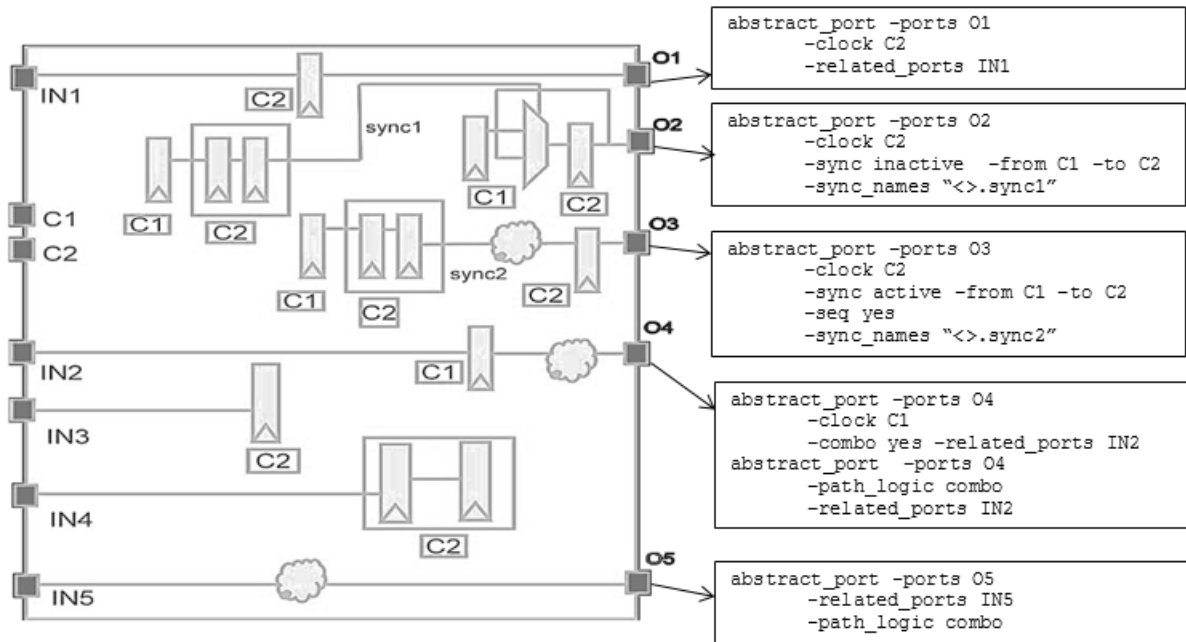 O1
IN1
C2
sync1
O2
C1
C2
C1
C2
C1
C2
O3
C1
C2
sync2
C2
O4
IN2
C1
IN3
C2
IN4
C2
O5
IN5
abstract_port -ports O1
-clock C2
-related_ports IN1
abstract_port -ports O2
-clock C2
-sync inactive -from C1 -to C2
-sync_names “<>.sync1”
abstract_port -ports O3
-clock C2
-sync active -from C1 -to C2
-seq yes
-sync_names “<>.sync2”
abstract_port -ports O4
-clock C1
-combo yes -related_ports IN2
abstract_port -ports O4
-path_logic combo
-related_ports IN2
abstract_port -ports O5
-related_ports IN5
-path_logic combo